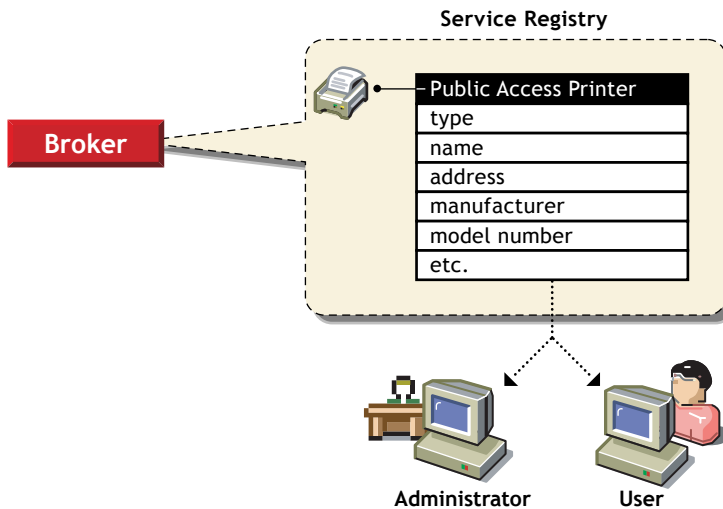 Service Registry
Broker
Public Access Printer
type
name
address
manufacturer
model number
etc.
Administrator
User